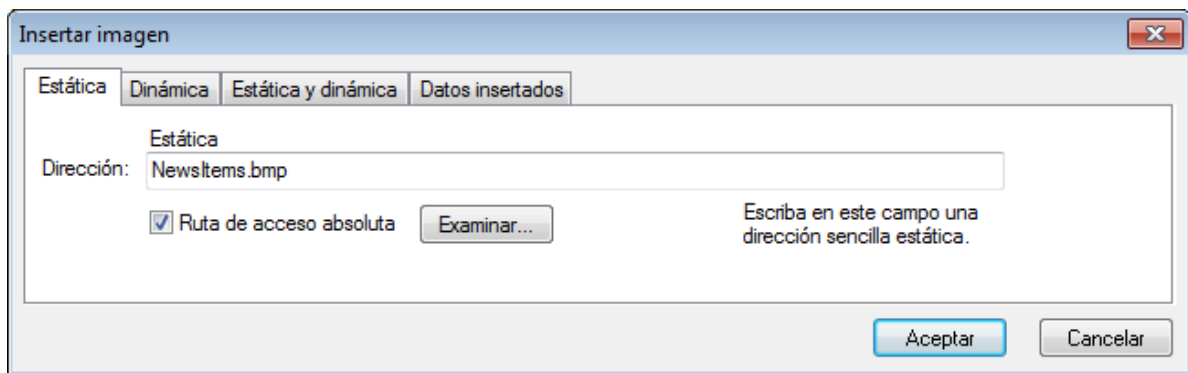 Insertar imagen
Estática Dinámica Estática y dinámica Datos insertados
Estática
Dirección: NewsItems.bmp
Ruta de acceso absoluta Examinar... Escriba en este campo una
dirección sencilla estática.
Aceptar Cancelar